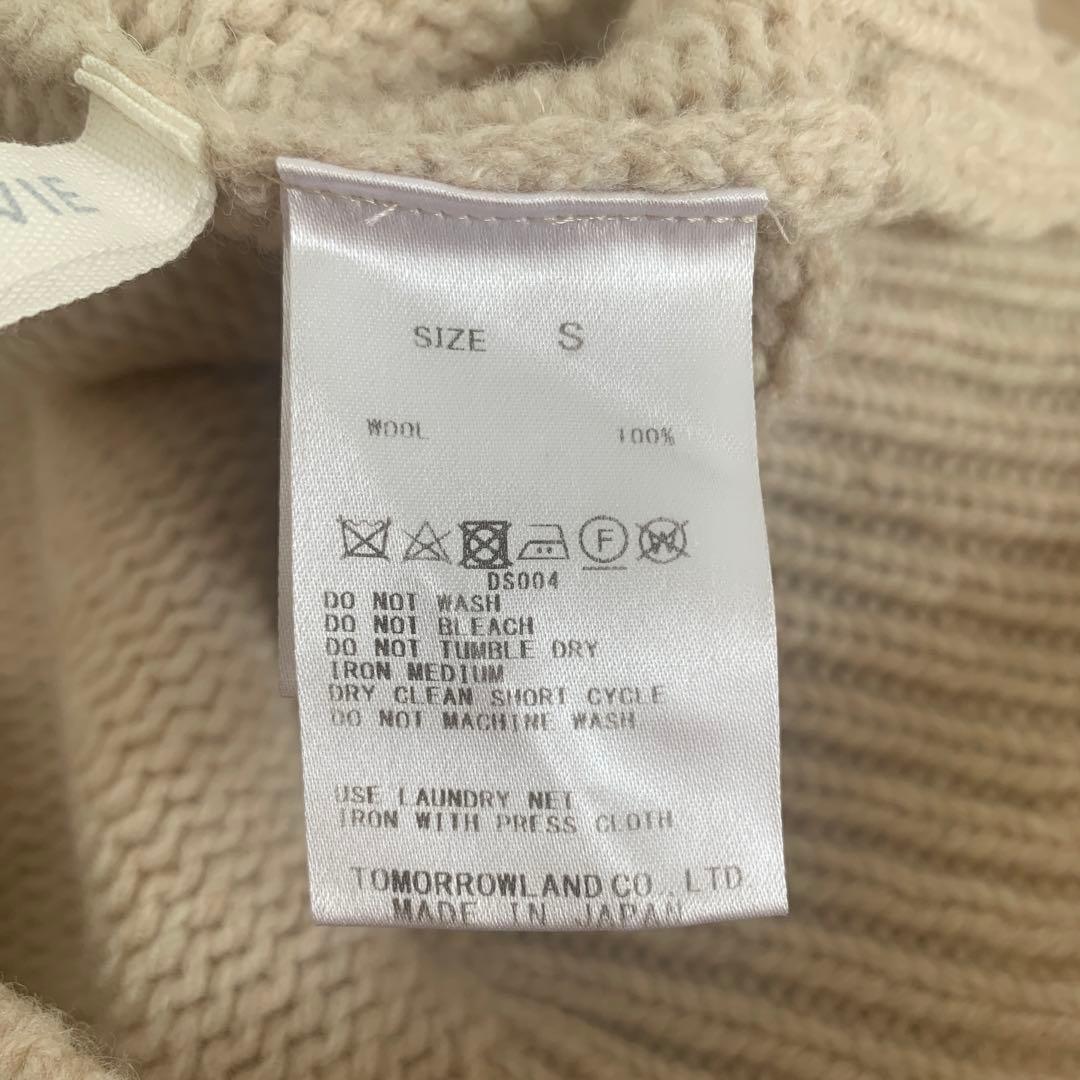 VIE
SIZE S
WOOL 100%
F W
DS004
DO NOT WASH
DO NOT BLEACH
DO NOT TUMBLE DRY
IRON MEDIUM
DRY CLEAN SHORT CYCLE
DO NOT MACHINE WASH
USE LAUNDRY NET
IRON WITH PRESS CLOTH
TOMORROWLAND CO., LTD.
MADE IN JAPAN